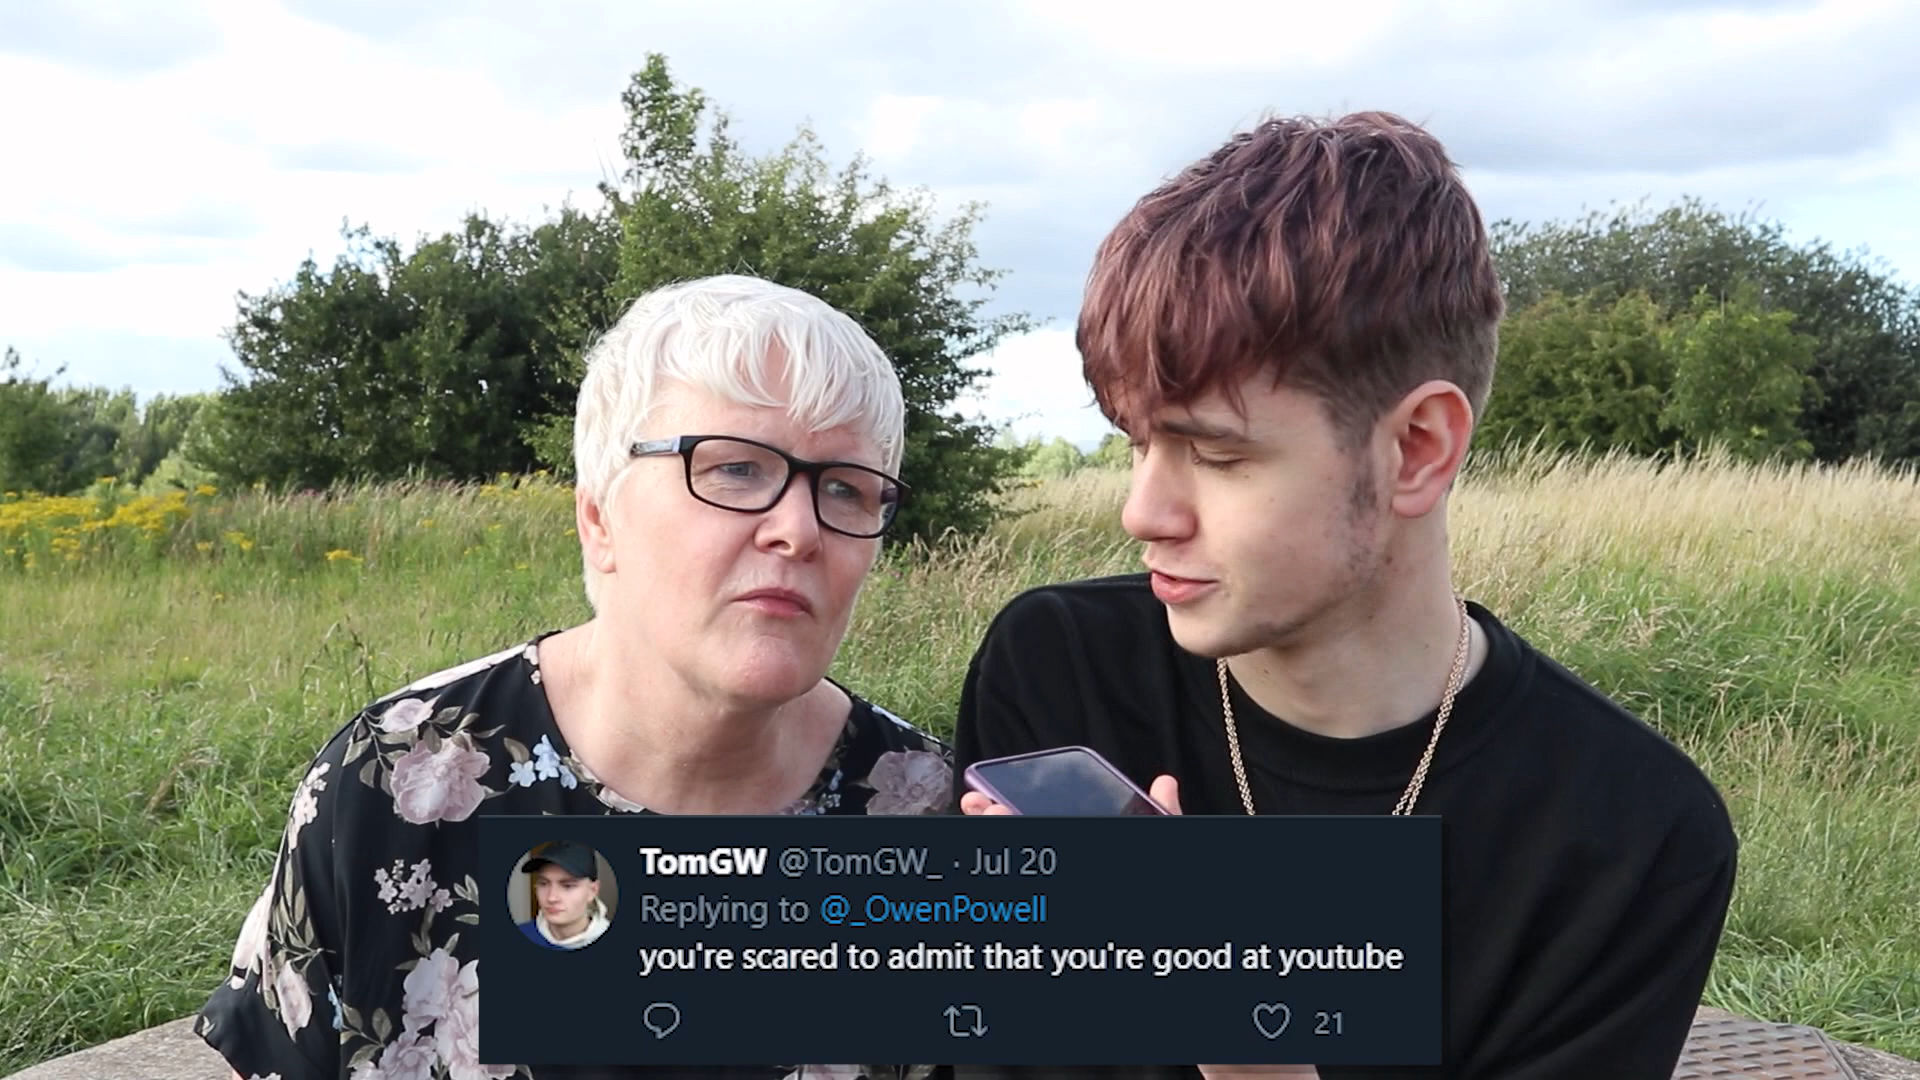 TomGW @TomGW_ · Jul 20
Replying to @_OwenPowell
you're scared to admit that you're good at youtube
21